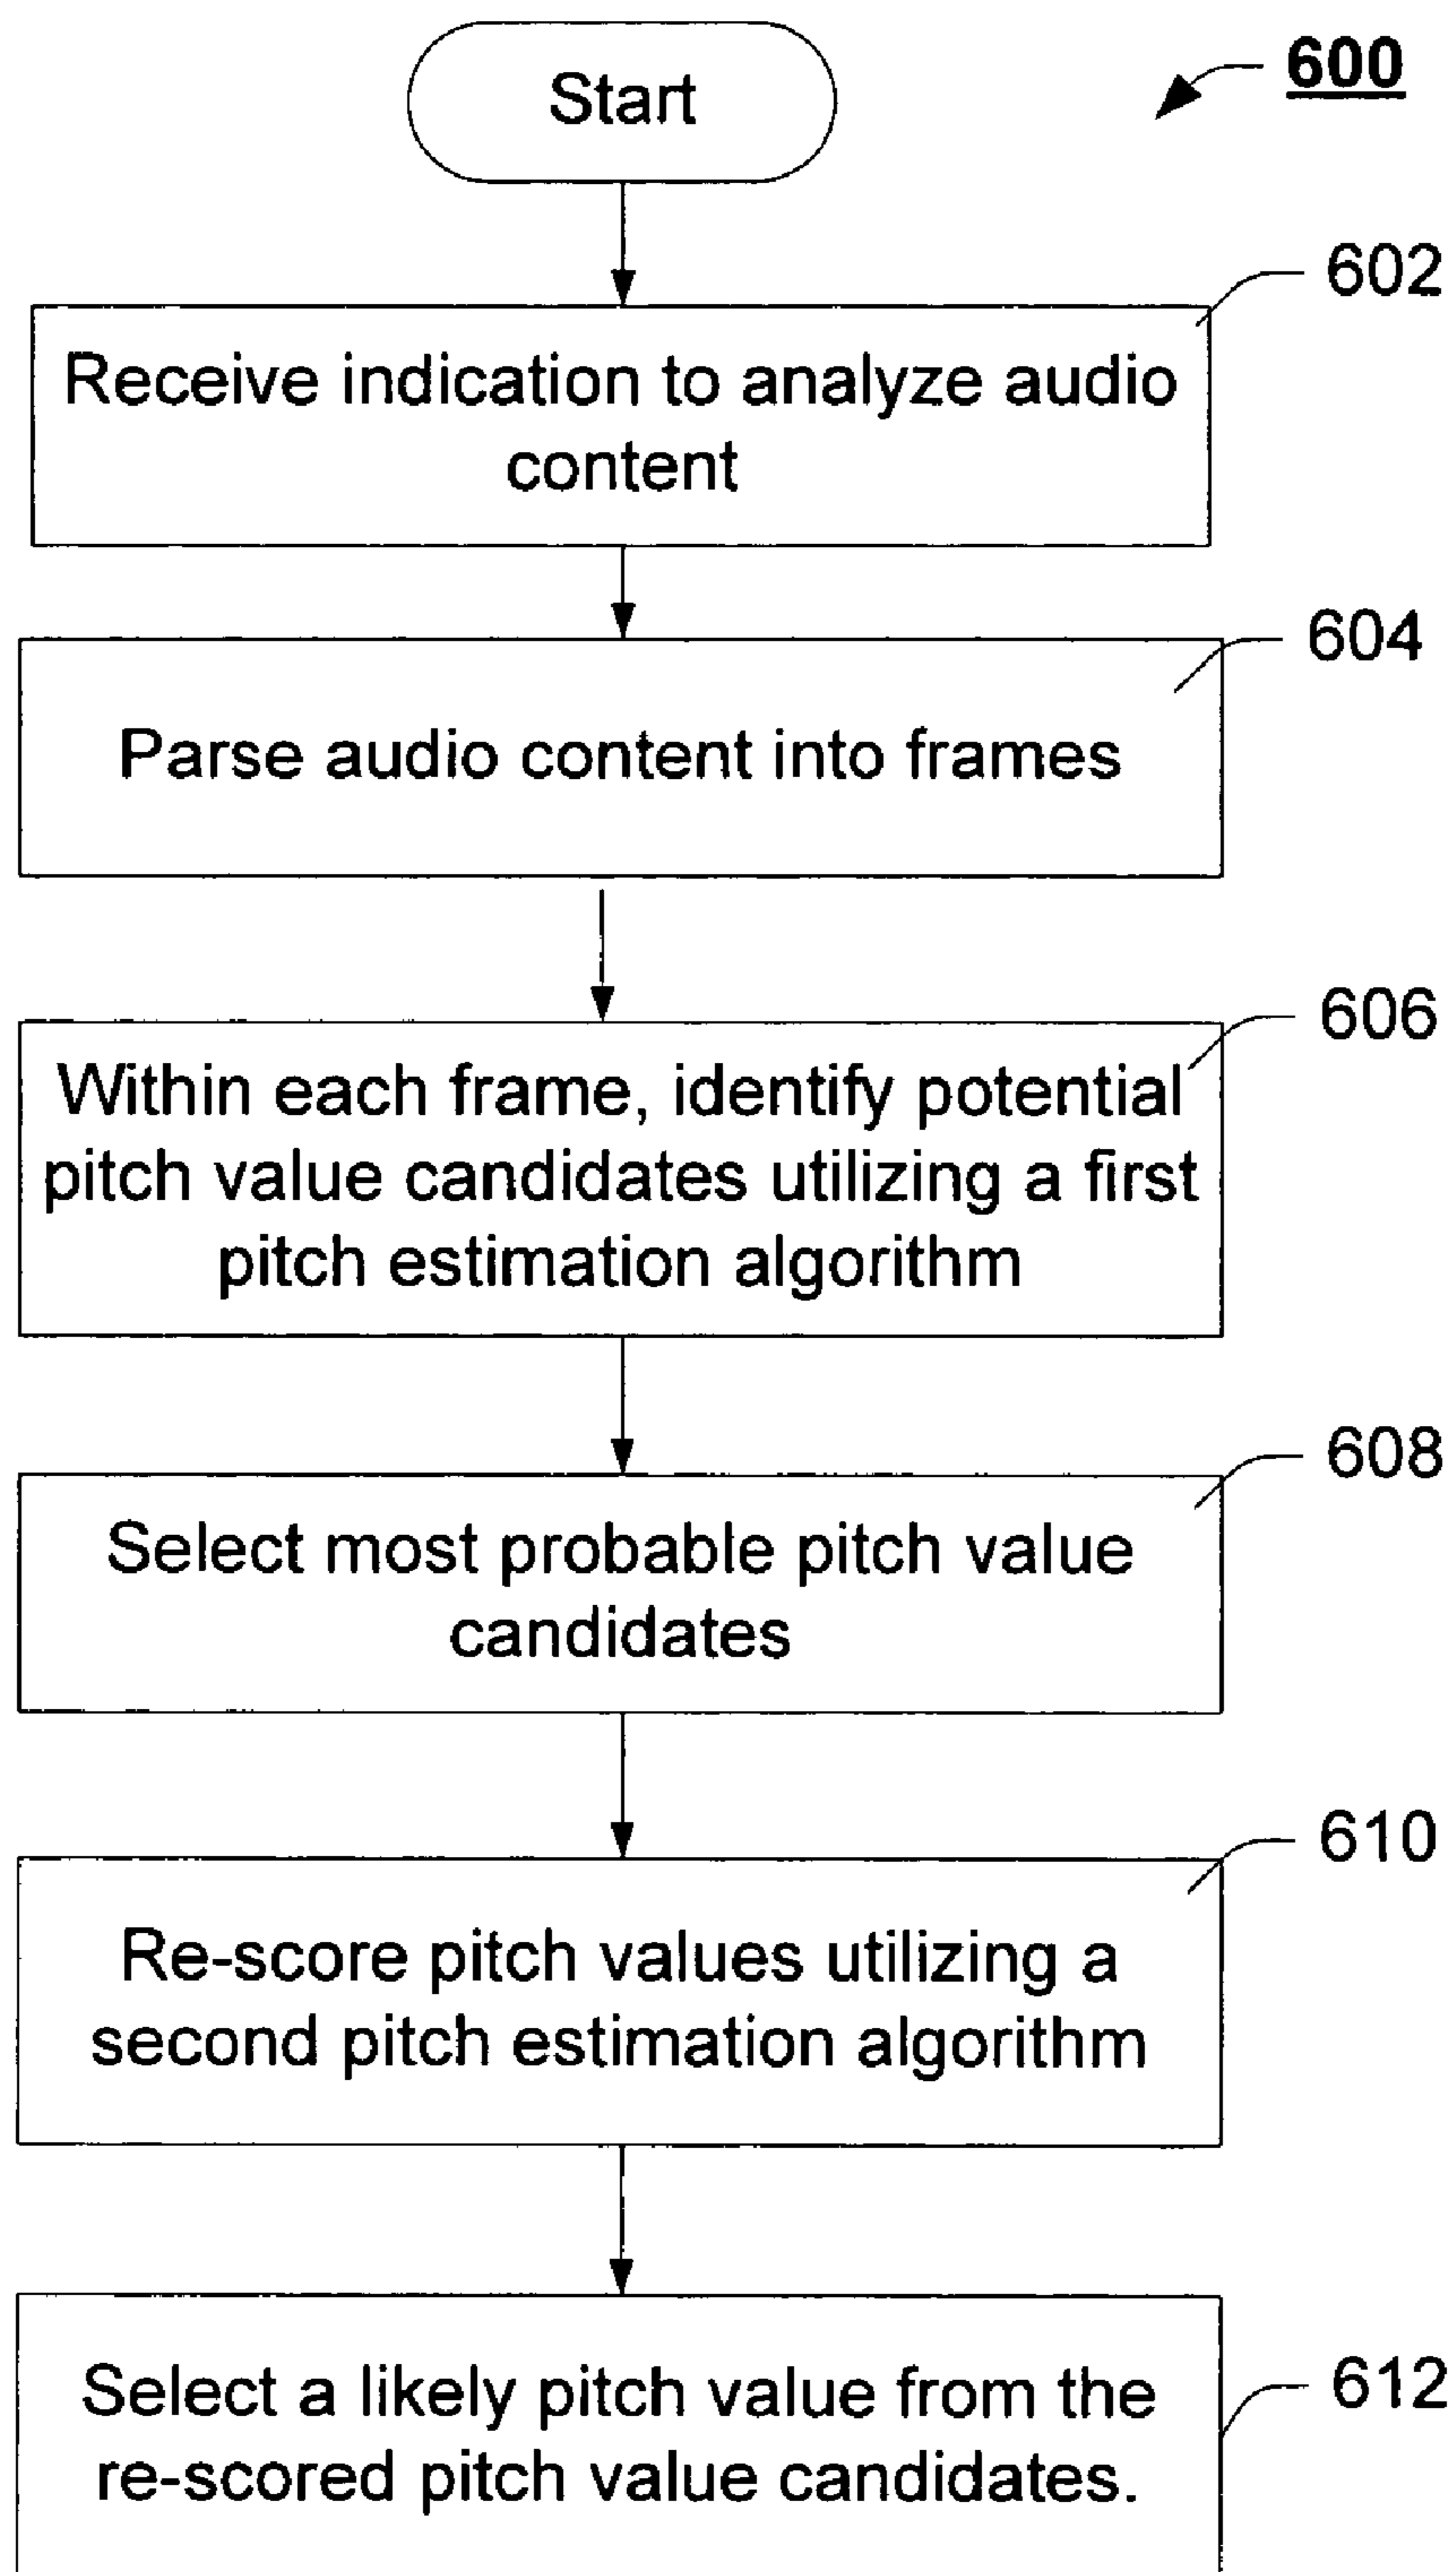 Start
600
602
Receive indication to analyze audio
content
604
Parse audio content into frames
606
Within each frame, identify potential
pitch value candidates utilizing a first
pitch estimation algorithm
608
Select most probable pitch value
candidates
610
Re-score pitch values utilizing a
second pitch estimation algorithm
612
Select a likely pitch value from the
re-scored pitch value candidates.